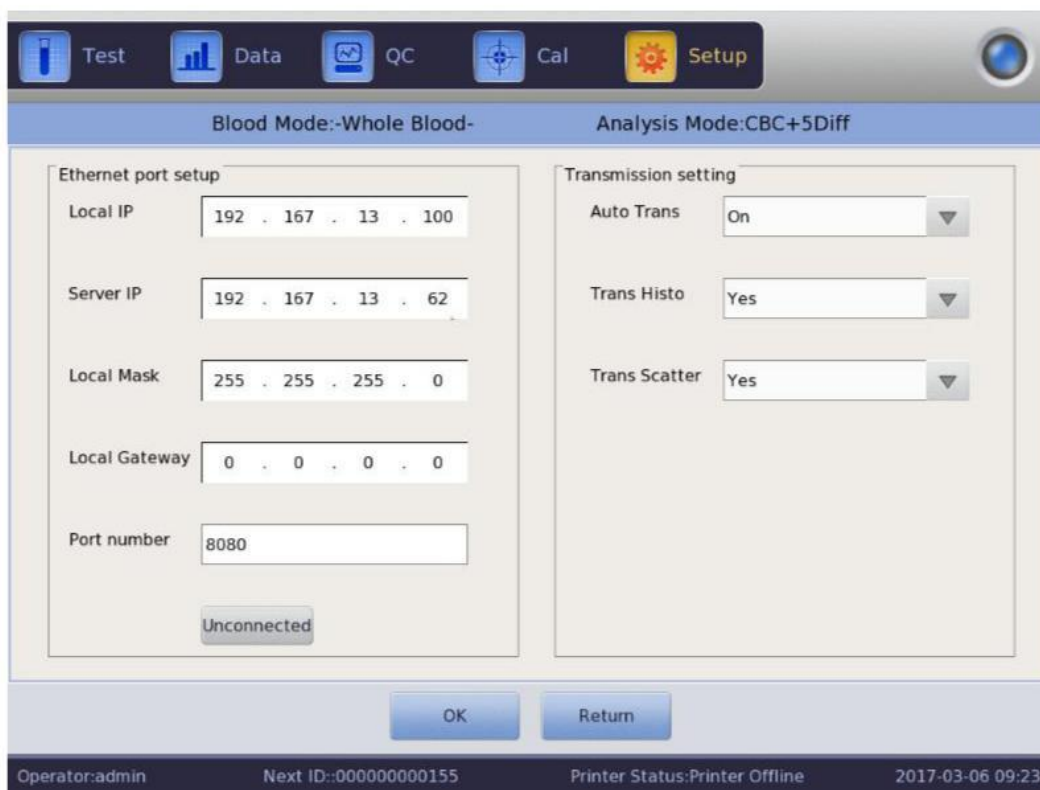 Test Data QC Cal Setup
Blood Mode:-Whole Blood- Analysis Mode:CBC+5Diff
Ethernet port setup
Local IP 192 . 167 . 13 . 100
Server IP 192 . 167 . 13 . 62
Local Mask 255 . 255 . 255 . 0
Local Gateway 0 . 0 . 0 . 0
Port number 8080
Unconnected
Transmission setting
Auto Trans On
Trans Histo Yes
Trans Scatter Yes
OK Return
Operator:admin Next ID::000000000155 Printer Status:Printer Offline 2017-03-06 09:23